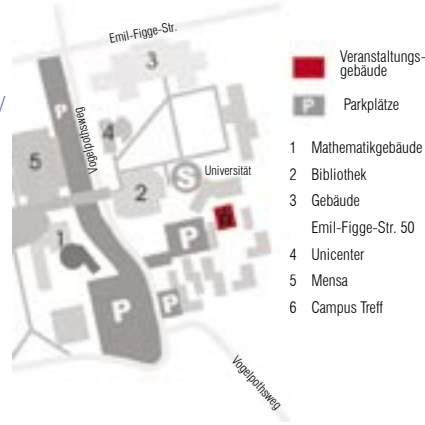 Emil-Figge-Str.
3
P
Vogelpothsweg
4
5
S
Universität
2
6
P
1
P
P
Vogelpothsweg
Veranstaltungs-
gebäude
P Parkplätze
1 Mathematikgebäude
2 Bibliothek
3 Gebäude
Emil-Figge-Str. 50
4 Unicenter
5 Mensa
6 Campus Treff